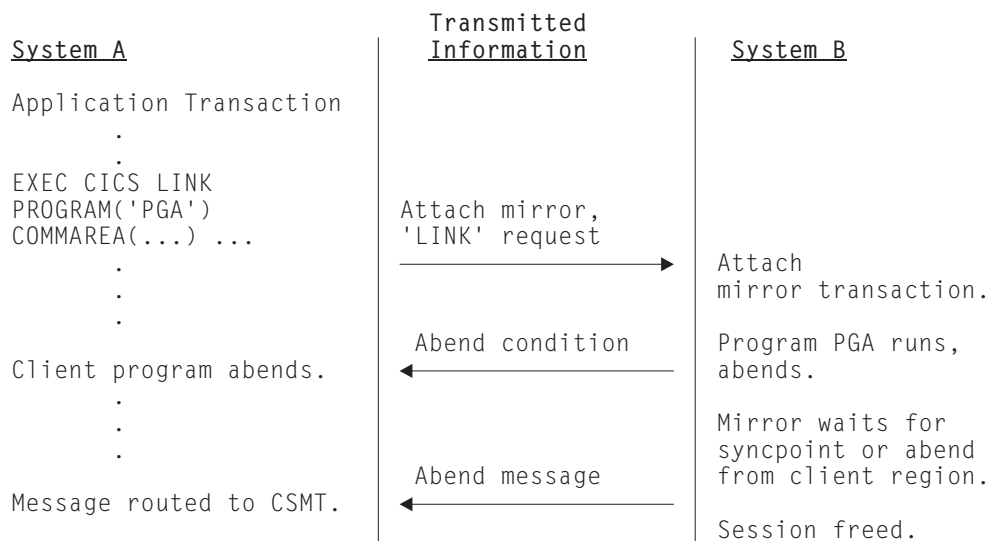 Transmitted
System A Information System B
Application Transaction
.
.
EXEC CICS LINK
PROGRAM('PGA') Attach mirror,
COMMAREA(...) ... 'LINK' request
. Attach
. mirror transaction.
.
Abend condition Program PGA runs,
Client program abends. abends.
.
. Mirror waits for
. syncpoint or abend
Abend message from client region.
Message routed to CSMT.
Session freed.